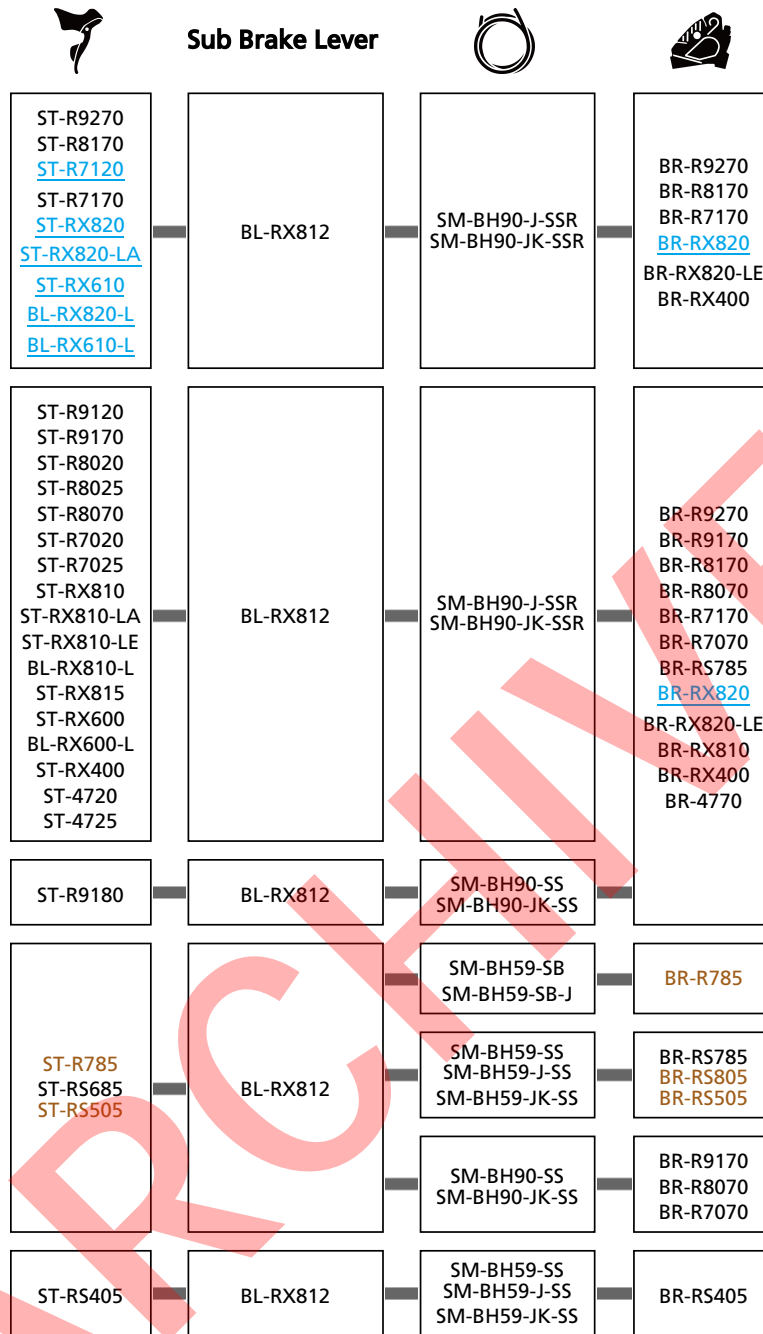 Sub Brake Lever
ST-R9270
ST-R8170
ST-R7120
ST-R7170
ST-RX820
ST-RX820-LA
ST-RX610
BL-RX820-L
BL-RX610-L
BL-RX812
SM-BH90-J-SSR
SM-BH90-JK-SSR
BR-R9270
BR-R8170
BR-R7170
BR-RX820
BR-RX820-LE
BR-RX400
ST-R9120
ST-R9170
ST-R8020
ST-R8025
ST-R8070
ST-R7020
ST-R7025
ST-RX810
ST-RX810-LA
ST-RX810-LE
BL-RX810-L
ST-RX815
ST-RX600
BL-RX600-L
ST-RX400
ST-4720
ST-4725
BL-RX812
SM-BH90-J-SSR
SM-BH90-JK-SSR
BR-R9270
BR-R9170
BR-R8170
BR-R8070
BR-R7170
BR-R7070
BR-RS785
BR-RX820
BR-RX820-LE
BR-RX810
BR-RX400
BR-4770
ST-R9180
BL-RX812
SM-BH90-SS
SM-BH90-JK-SS
ST-R785
ST-RS685
ST-RS505
BL-RX812
SM-BH59-SB
SM-BH59-SB-J
BR-R785
SM-BH59-SS
SM-BH59-J-SS
SM-BH59-JK-SS
BR-RS785
BR-RS805
BR-RS505
SM-BH90-SS
SM-BH90-JK-SS
BR-R9170
BR-R8070
BR-R7070
ST-RS405
BL-RX812
SM-BH59-SS
SM-BH59-J-SS
SM-BH59-JK-SS
BR-RS405
ARCHIVE